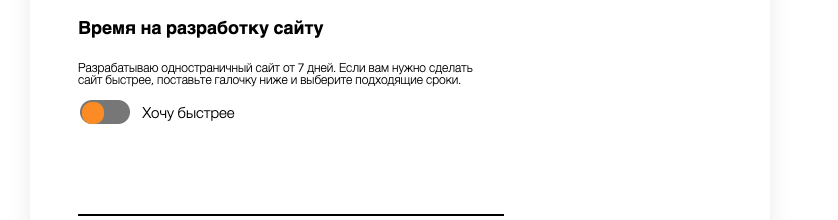 Время на разработку сайту
Разрабатываю одностраничный сайт от 7 дней. Если вам нужно сделать
сайт быстрее, поставьте галочку ниже и выберите подходящие сроки.
Хочу быстрее